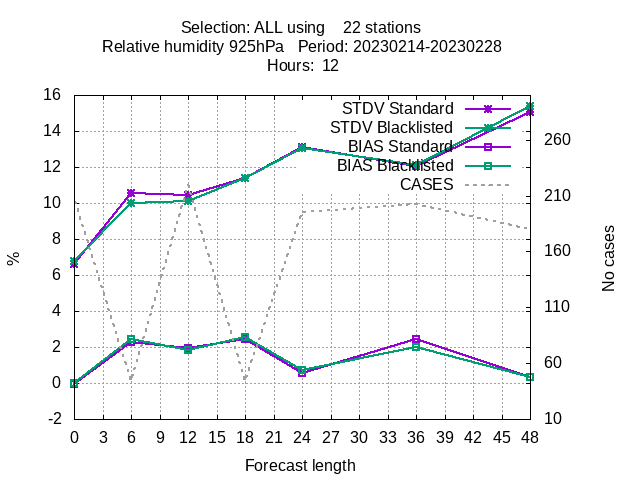 Selection: ALL using    22 stations
Relative humidity 925hPa   Period: 20230214-20230228
Hours:  12
STDV Standard
STDV Blacklisted
BIAS Standard
BIAS Blacklisted
CASES
16
14
12
10
8
6
4
2
0
-2
%
260
210
160
110
60
10
No cases
0 3 6 9 12 15 18 21 24 27 30 33 36 39 42 45 48
Forecast length